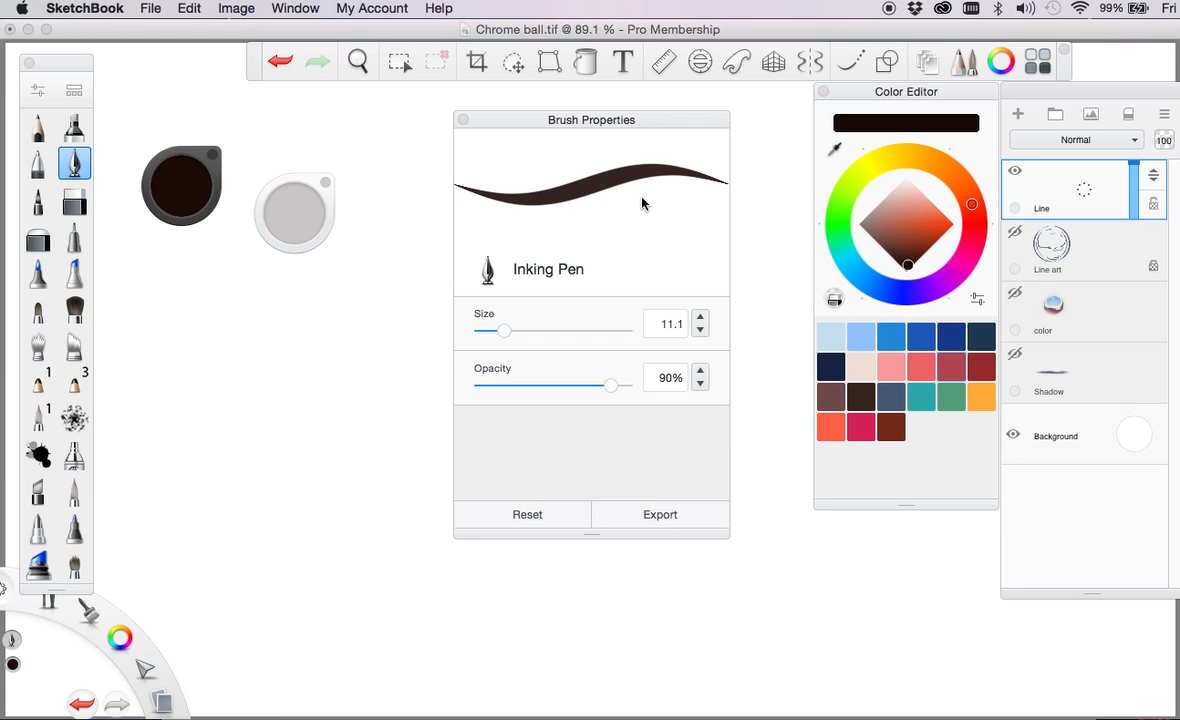 SketchBook File Edit Image Window My Account Help 99% Fri
Chrome ball.tif @ 89.1 % - Pro Membership
T
Brush Properties
Color Editor
Normal 100
Line
Line art
color
Shadow
Background
Inking Pen
Size
11.1
Opacity
90%
Reset Export
1 3
1